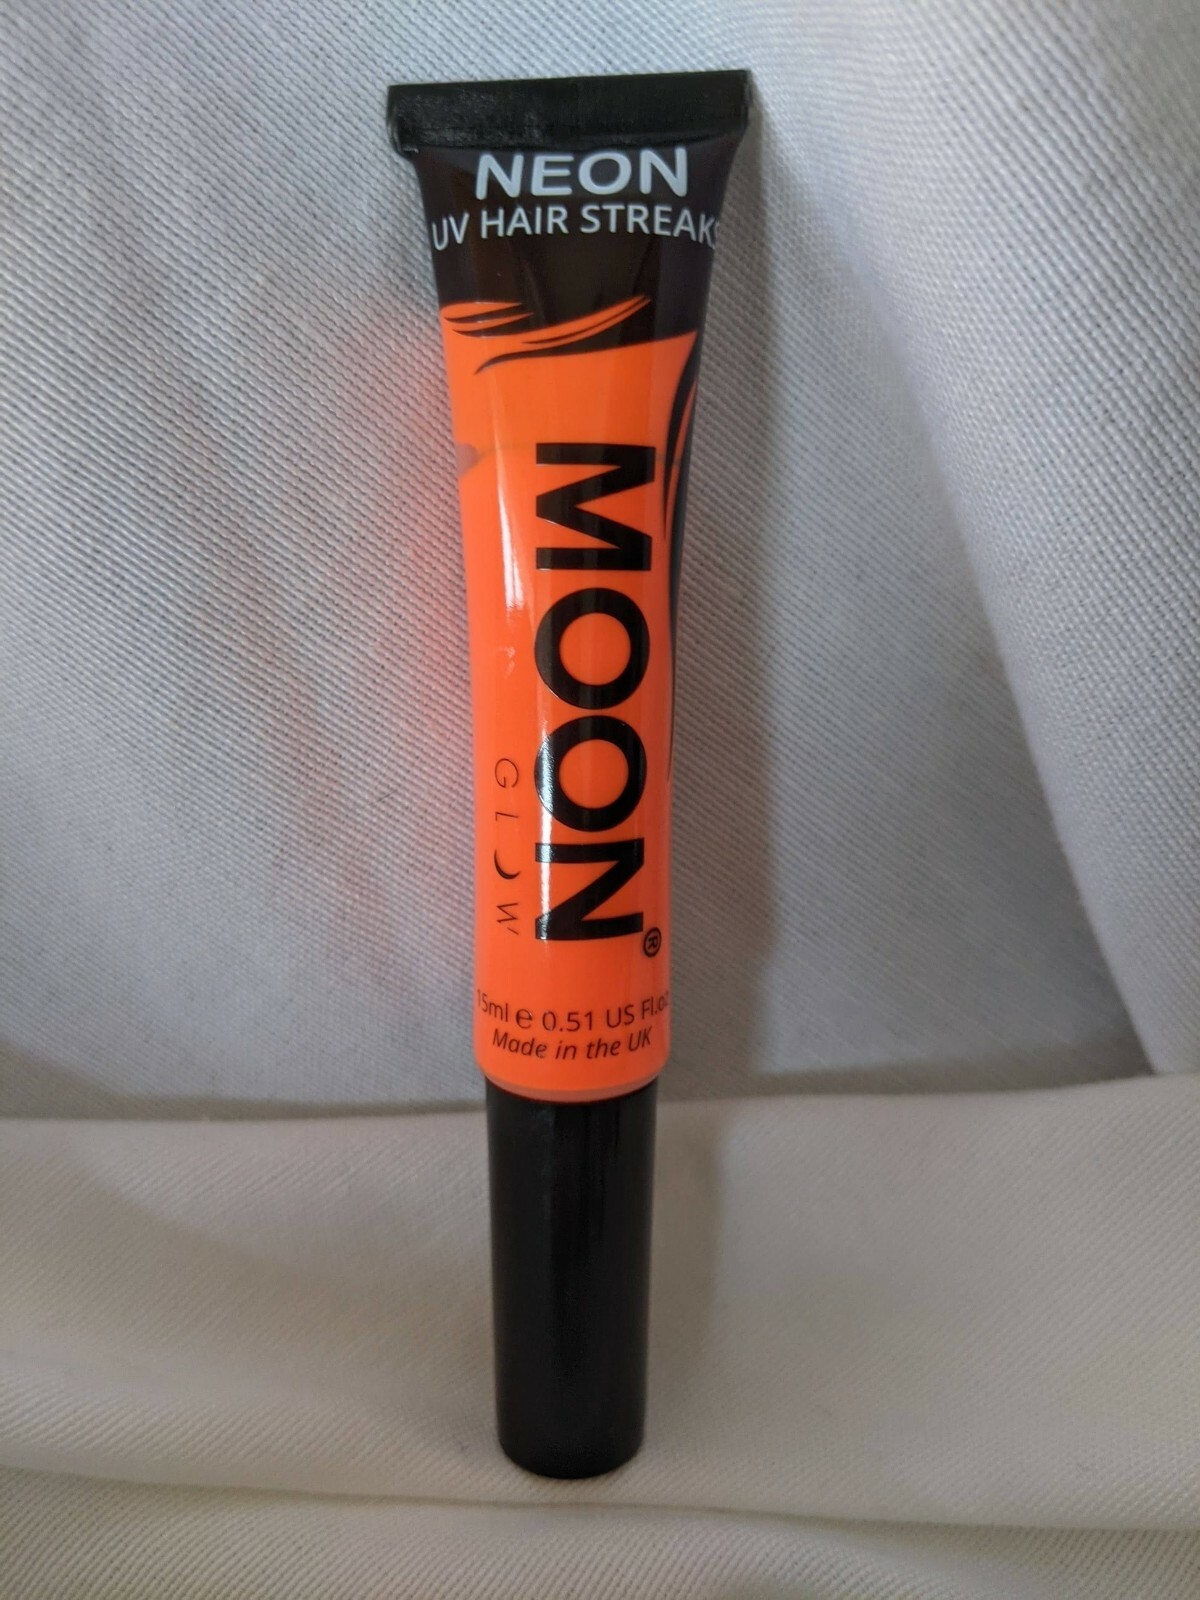 NEON
UV HAIR STREAKS
MOON®
GLOW
15ml e 0.51 US Fl.oz
Made in the UK